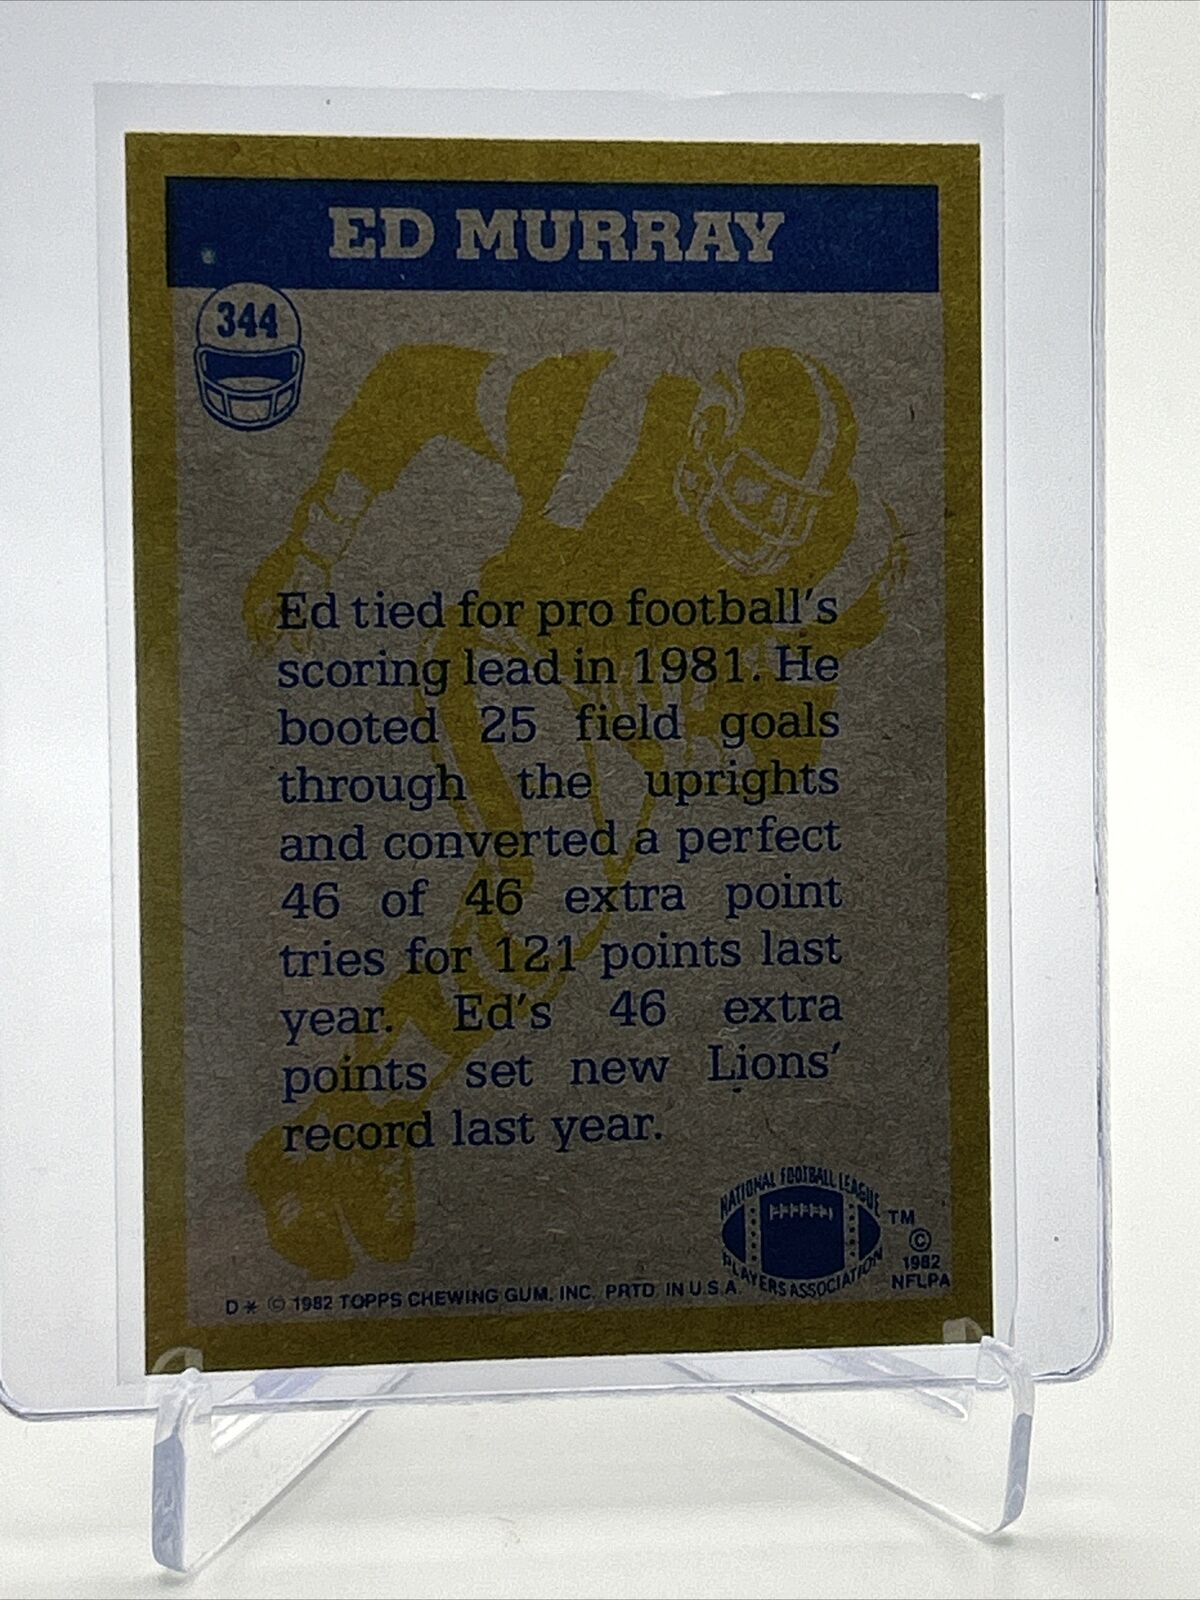 ED MURRAY
344
Ed tied for pro football's
scoring lead in 1981. He
booted 25 field goals
through the uprights
and converted a perfect
46 of 46 extra point
tries for 121 points last
year. Ed's 46 extra
points set new Lions'
record last year.
NATIONAL FOOTBALL LEAGUE
PLAYERS ASSOCIATION
TM
©
1982
NFLPA
D * © 1982 TOPPS CHEWING GUM, INC. PRTD. IN U.S.A.